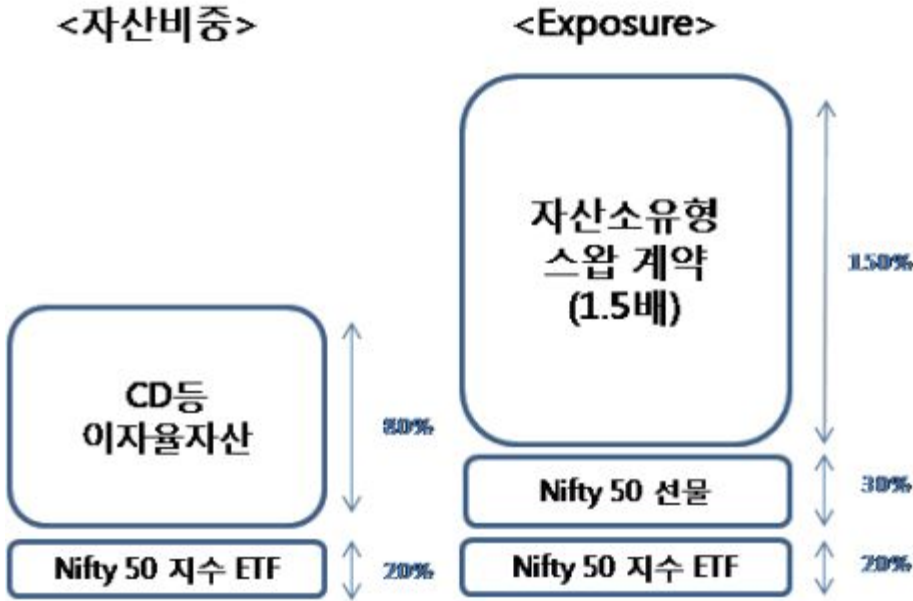 <자산비중>
<Exposure>
자산소유형
스왑 계약
(1.5배)
150%
CD등
이자율자산
80%
Nifty 50 선물
30%
Nifty 50 지수 ETF
20%
Nifty 50 지수 ETF
20%